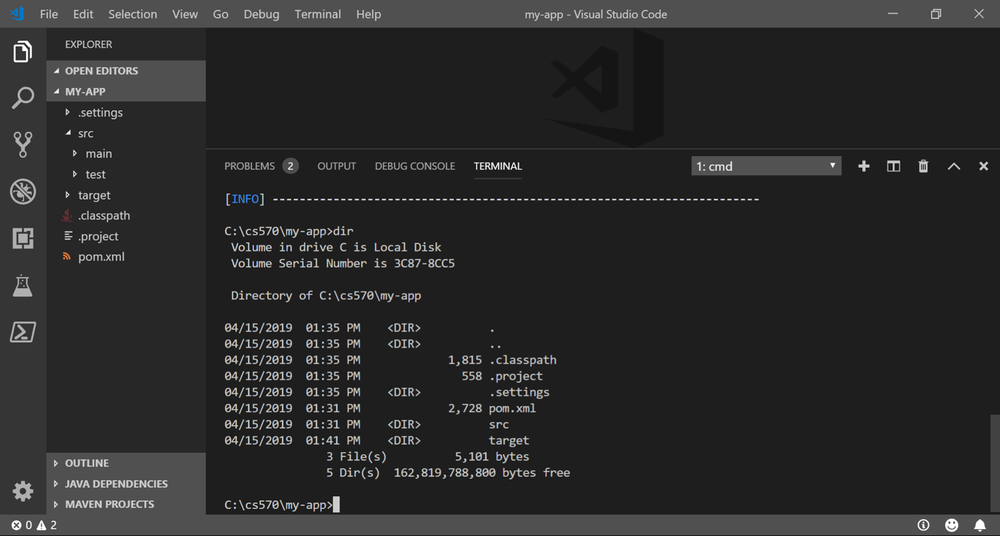 File Edit Selection View Go Debug Terminal Help my-app - Visual Studio Code
EXPLORER
OPEN EDITORS
MY-APP
.settings
src
main
test
target
.classpath
.project
pom.xml
OUTLINE
JAVA DEPENDENCIES
MAVEN PROJECTS
PROBLEMS 2 OUTPUT DEBUG CONSOLE TERMINAL 1: cmd
[INFO] ------------------------------------------------------------------------
C:\cs570\my-app>dir
Volume in drive C is Local Disk
Volume Serial Number is 3C87-8CC5
Directory of C:\cs570\my-app
04/15/2019 01:35 PM <DIR> .
04/15/2019 01:35 PM <DIR> ..
04/15/2019 01:35 PM 1,815 .classpath
04/15/2019 01:35 PM 558 .project
04/15/2019 01:35 PM <DIR> .settings
04/15/2019 01:31 PM 2,728 pom.xml
04/15/2019 01:31 PM <DIR> src
04/15/2019 01:41 PM <DIR> target
3 File(s) 5,101 bytes
5 Dir(s) 162,819,788,800 bytes free
C:\cs570\my-app>
0 2